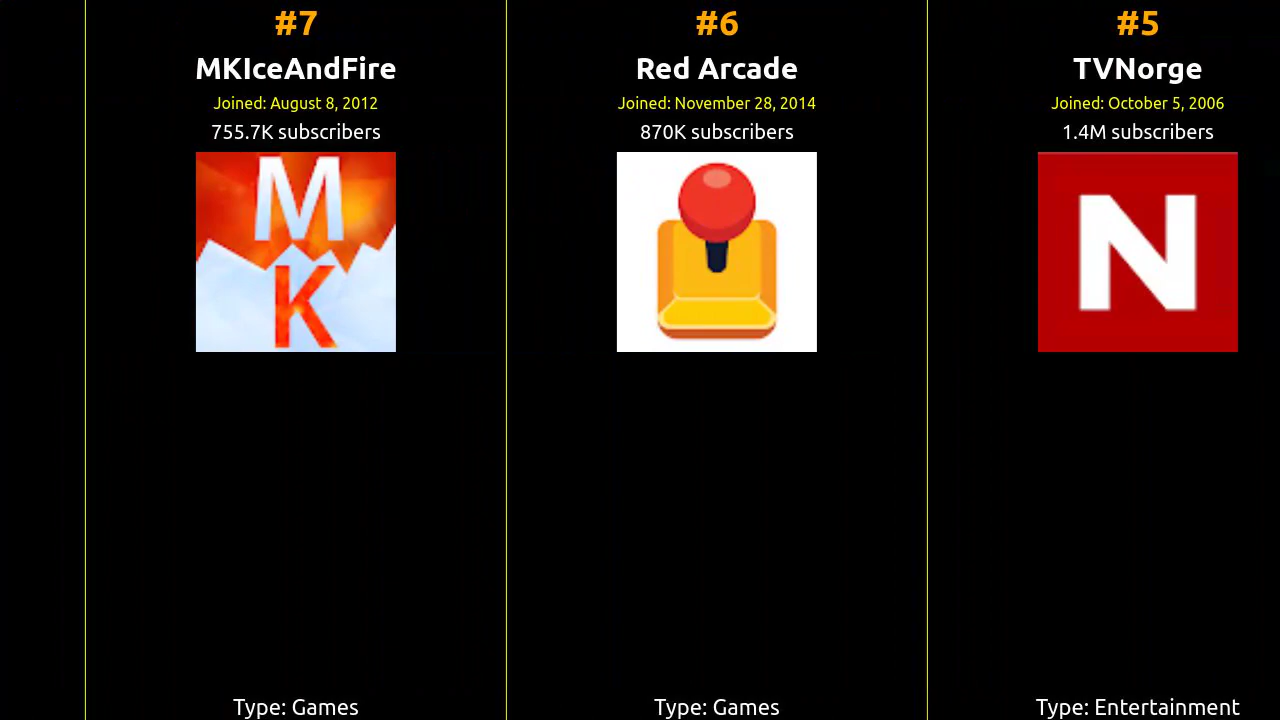 #7
MKIceAndFire
Joined: August 8, 2012
755.7K subscribers
M
K
Type: Games
#6
Red Arcade
Joined: November 28, 2014
870K subscribers
Type: Games
#5
TVNorge
Joined: October 5, 2006
1.4M subscribers
N
Type: Entertainment